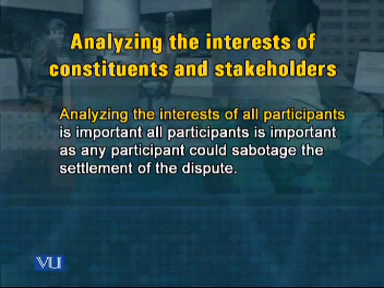 Analyzing the interests of
constituents and stakeholders
Analyzing the interests of all participants
is important all participants is important
as any participant could sabotage the
settlement of the dispute.
VU